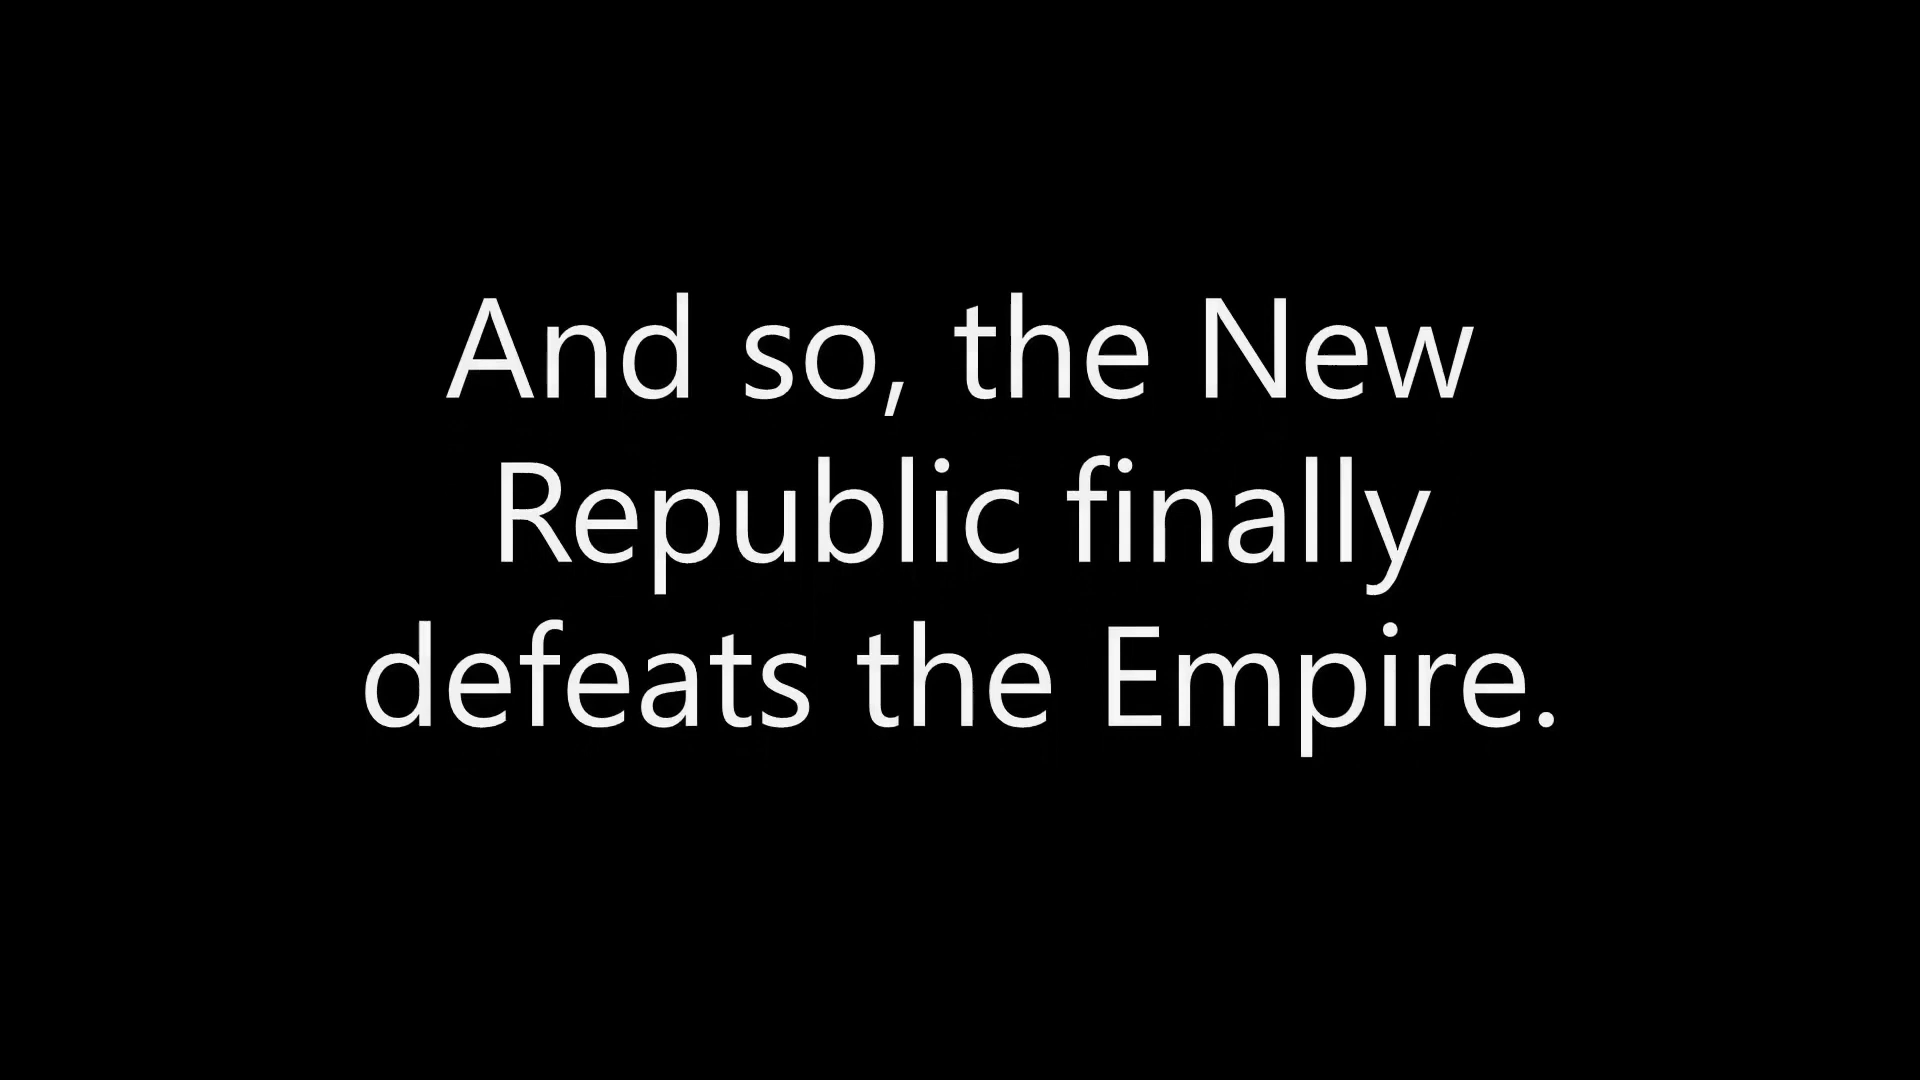 And so, the New
Republic finally
defeats the Empire.